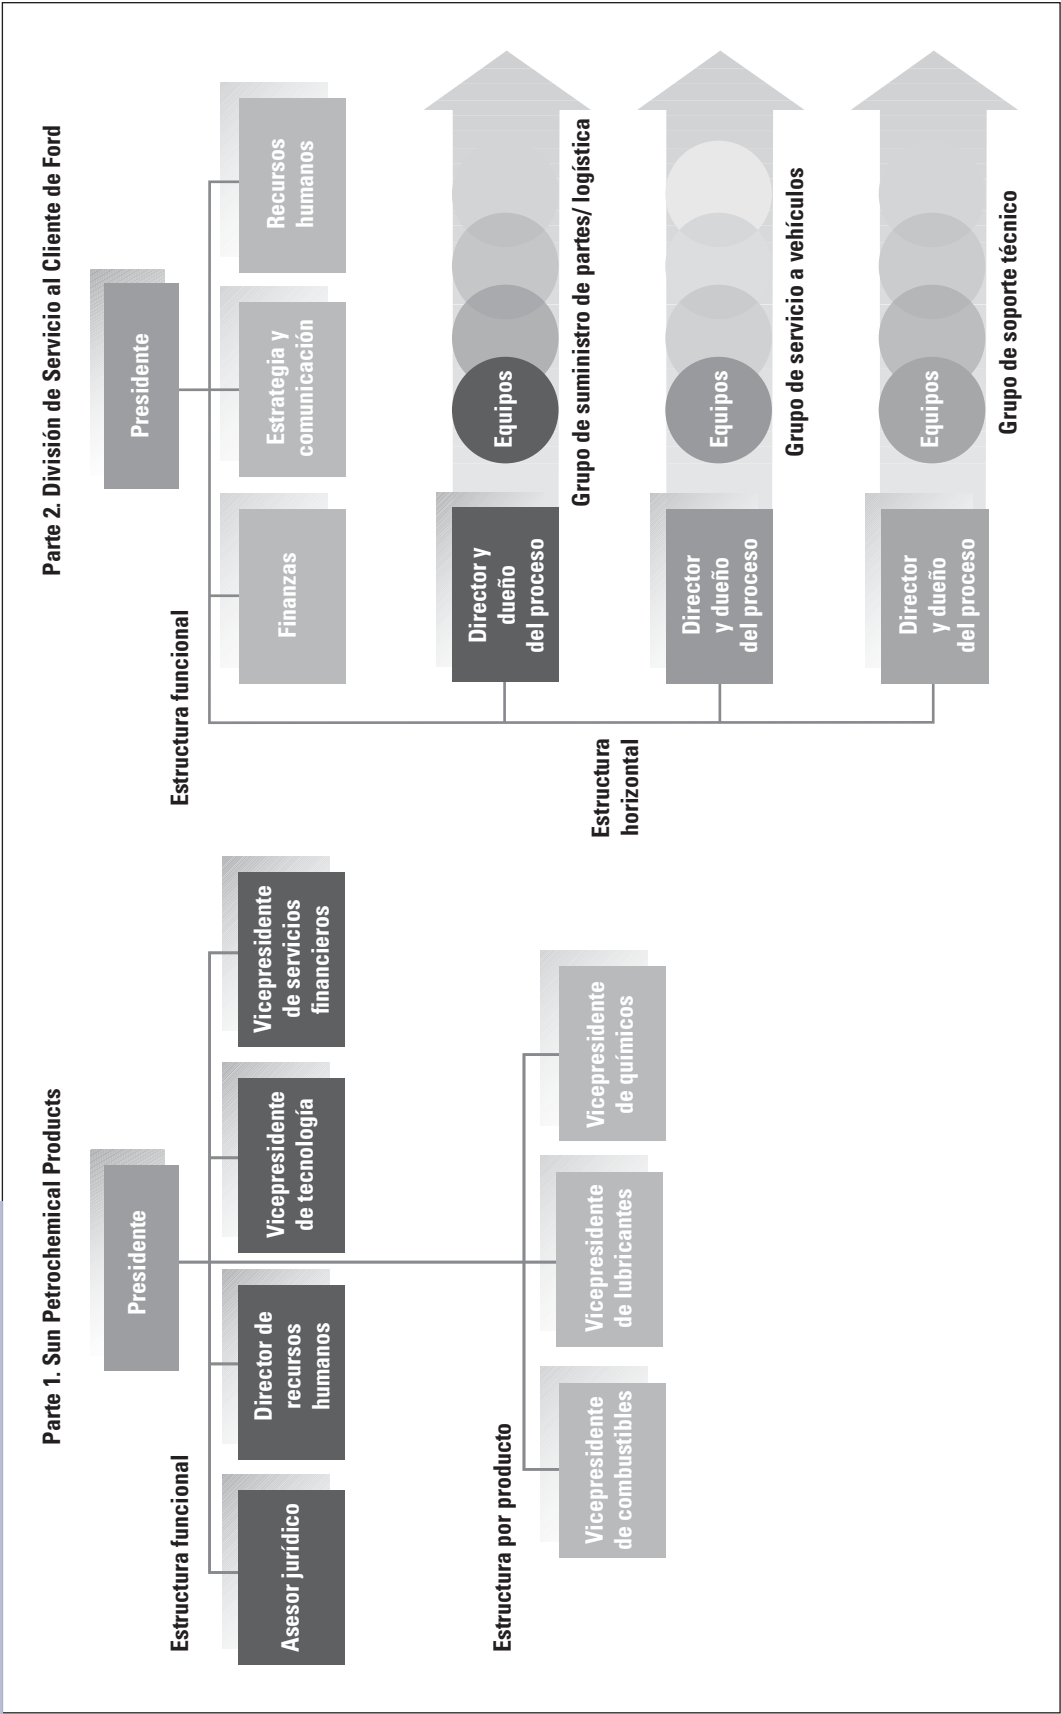 Parte 1. Sun Petrochemical Products
Presidente
Estructura funcional
Asesor jurídico
Director de
recursos
humanos
Vicepresidente
de tecnología
Vicepresidente
de servicios
financieros
Estructura por producto
Vicepresidente
de combustibles
Vicepresidente
de lubricantes
Vicepresidente
de químicos
Parte 2. División de Servicio al Cliente de Ford
Presidente
Estructura funcional
Finanzas
Estrategia y
comunicación
Recursos
humanos
Estructura
horizontal
Director y
dueño
del proceso
Equipos
Grupo de suministro de partes/ logística
Director
y dueño
del proceso
Equipos
Grupo de servicio a vehículos
Director
y dueño
del proceso
Equipos
Grupo de soporte técnico